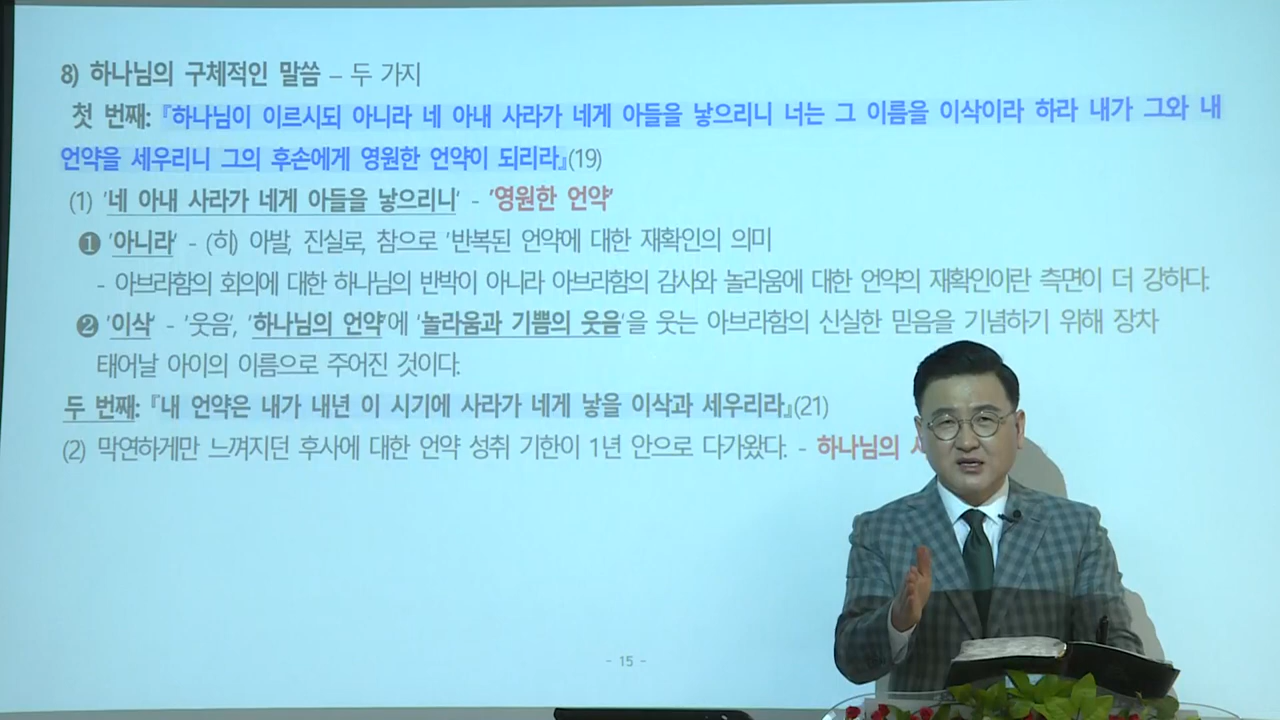 8) 하나님의 구체적인 말씀 – 두 가지
첫 번째: 『하나님이 이르시되 아니라 네 아내 사라가 네게 아들을 낳으리니 너는 그 이름을 이삭이라 하라 내가 그와 내
언약을 세우리니 그의 후손에게 영원한 언약이 되리라』(19)
(1) '네 아내 사라가 네게 아들을 낳으리니' - '영원한 언약'
❶ '아니라' - (히) 아발, 진실로, 참으로 '반복된 언약'에 대한 재확인의 의미
- 아브라함의 회의에 대한 하나님의 반박이 아니라 아브라함의 감사와 놀라움에 대한 언약의 재확인이란 측면이 더 강하다.
❷ '이삭' - '웃음', '하나님의 언약'에 '놀라움과 기쁨의 웃음'을 웃는 아브라함의 신실한 믿음을 기념하기 위해 장차
태어날 아이의 이름으로 주어진 것이다.
두 번째: 『내 언약은 내가 내년 이 시기에 사라가 네게 낳을 이삭과 세우리라』(21)
(2) 막연하게만 느껴지던 후사에 대한 언약 성취 기한이 1년 안으로 다가왔다. - 하나님의
- 15 -